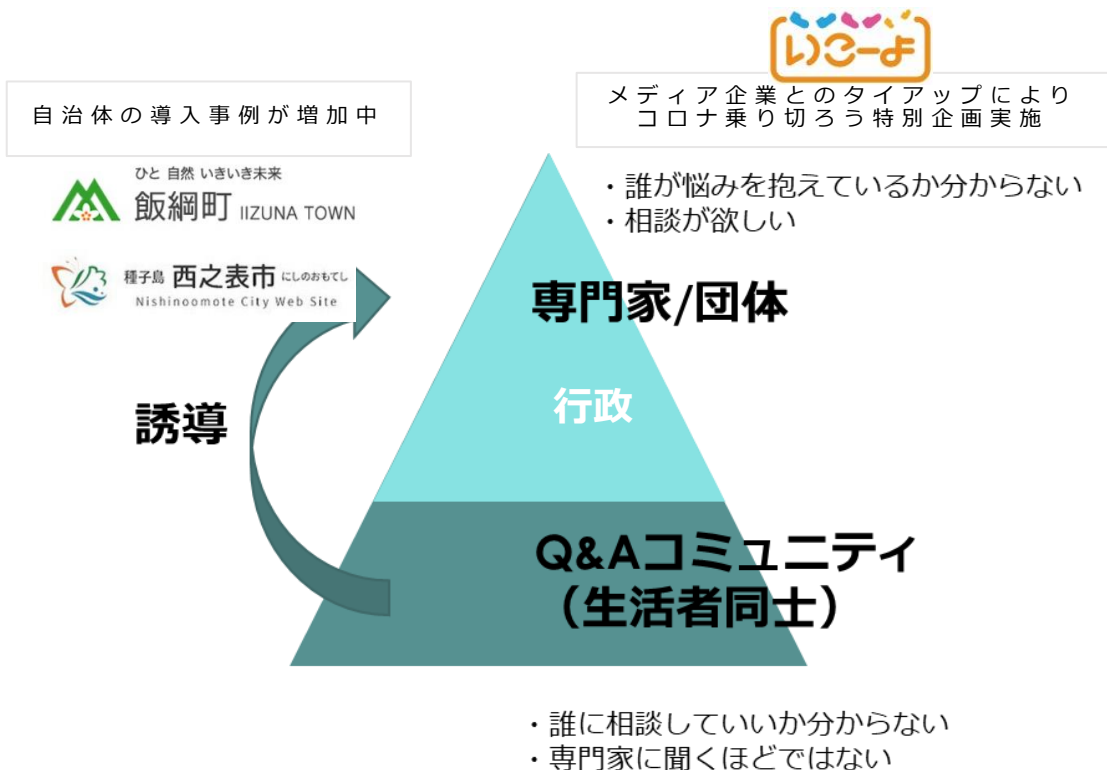 いこーよ
自治体の導入事例が増加中
メディア企業とのタイアップにより
コロナ乗り切ろう特別企画実施
ひと 自然 いきいき未来
飯綱町 IIZUNA TOWN
種子島 西之表市 にしのおもてし
Nishinoomote City Web Site
・誰が悩みを抱えているか分からない
・相談が欲しい
専門家/団体
行政
誘導
Q&Aコミュニティ
（生活者同士）
・誰に相談していいか分からない
・専門家に聞くほどではない